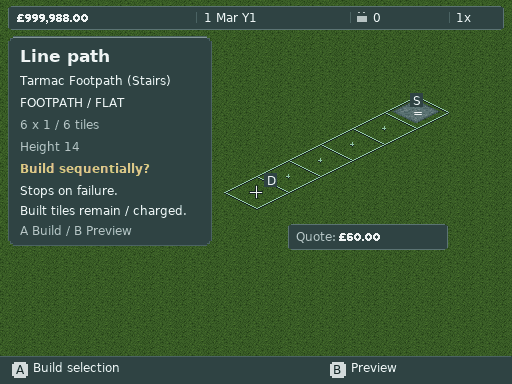 £999,988.00
1 Mar Y1
0
1x
Line path
Tarmac Footpath (Stairs)
FOOTPATH / FLAT
6 x 1 / 6 tiles
Height 14
Build sequentially?
Stops on failure.
Built tiles remain / charged.
A Build / B Preview
S
=
D
Quote: £60.00
A Build selection
B Preview